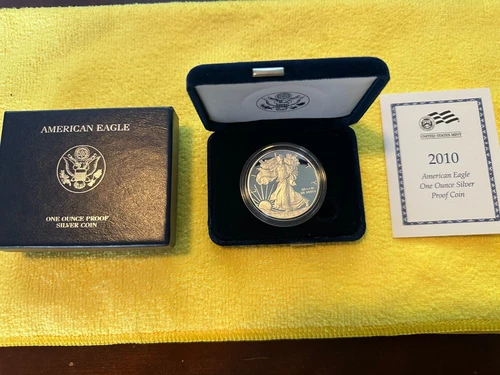 AMERICAN EAGLE
ONE OUNCE PROOF
SILVER COIN
UNITED STATES MINT
2010
American Eagle
One Ounce Silver
Proof Coin